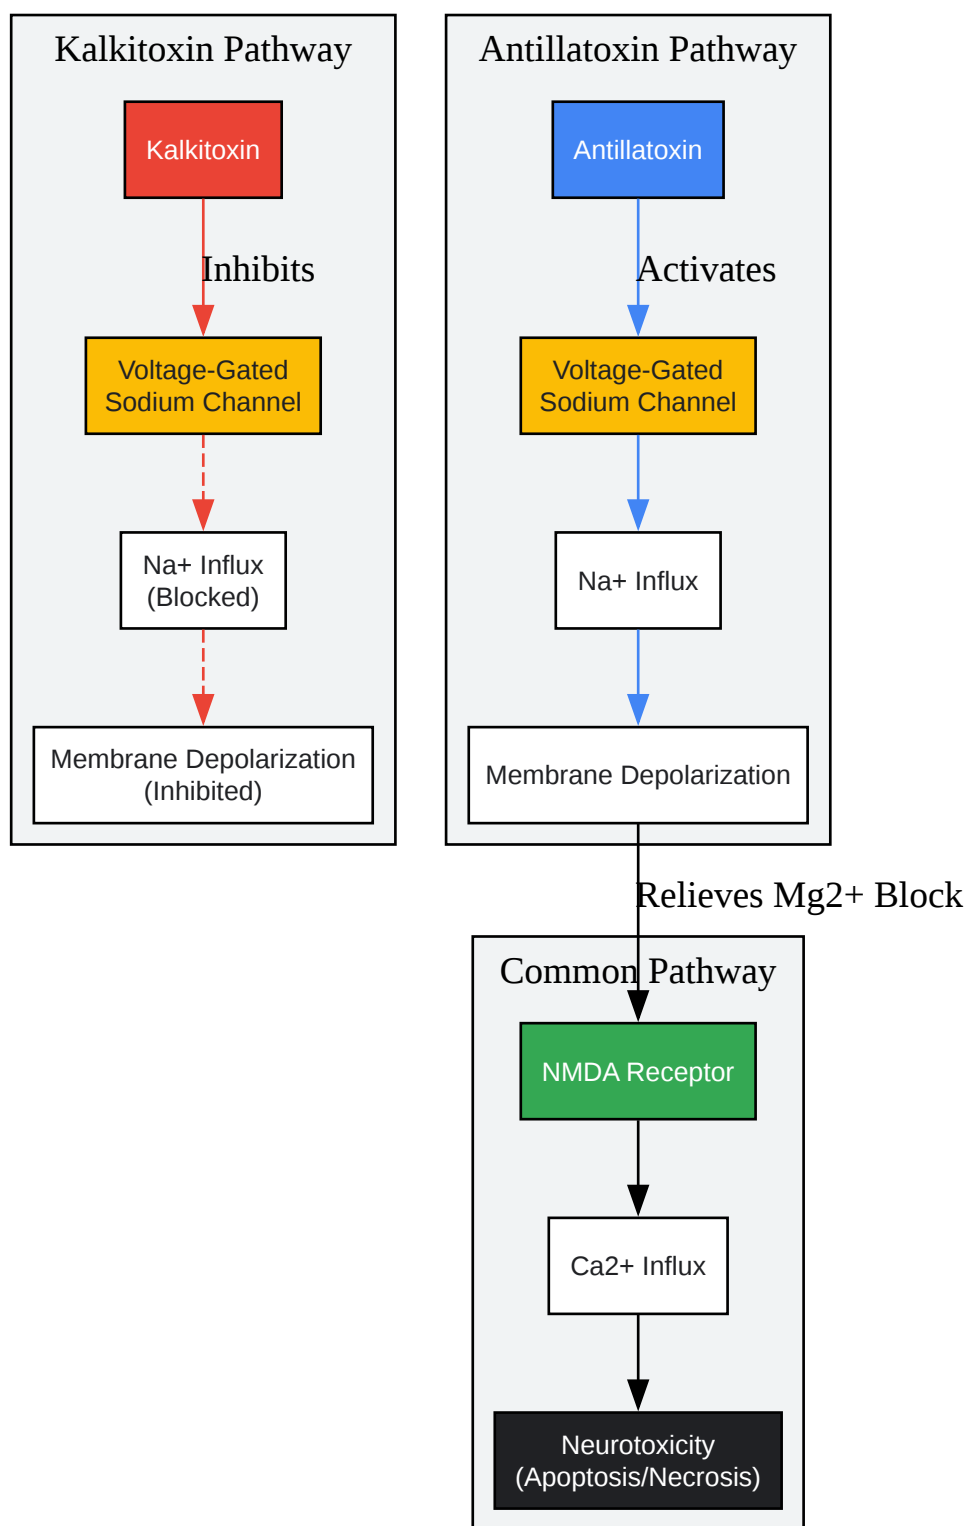 Kalkitoxin Pathway
Kalkitoxin
Inhibits
Voltage-Gated
Sodium Channel
Na+ Influx
(Blocked)
Membrane Depolarization
(Inhibited)
Antillatoxin Pathway
Antillatoxin
Activates
Voltage-Gated
Sodium Channel
Na+ Influx
Membrane Depolarization
Relieves Mg2+ Block
Common Pathway
NMDA Receptor
Ca2+ Influx
Neurotoxicity
(Apoptosis/Necrosis)